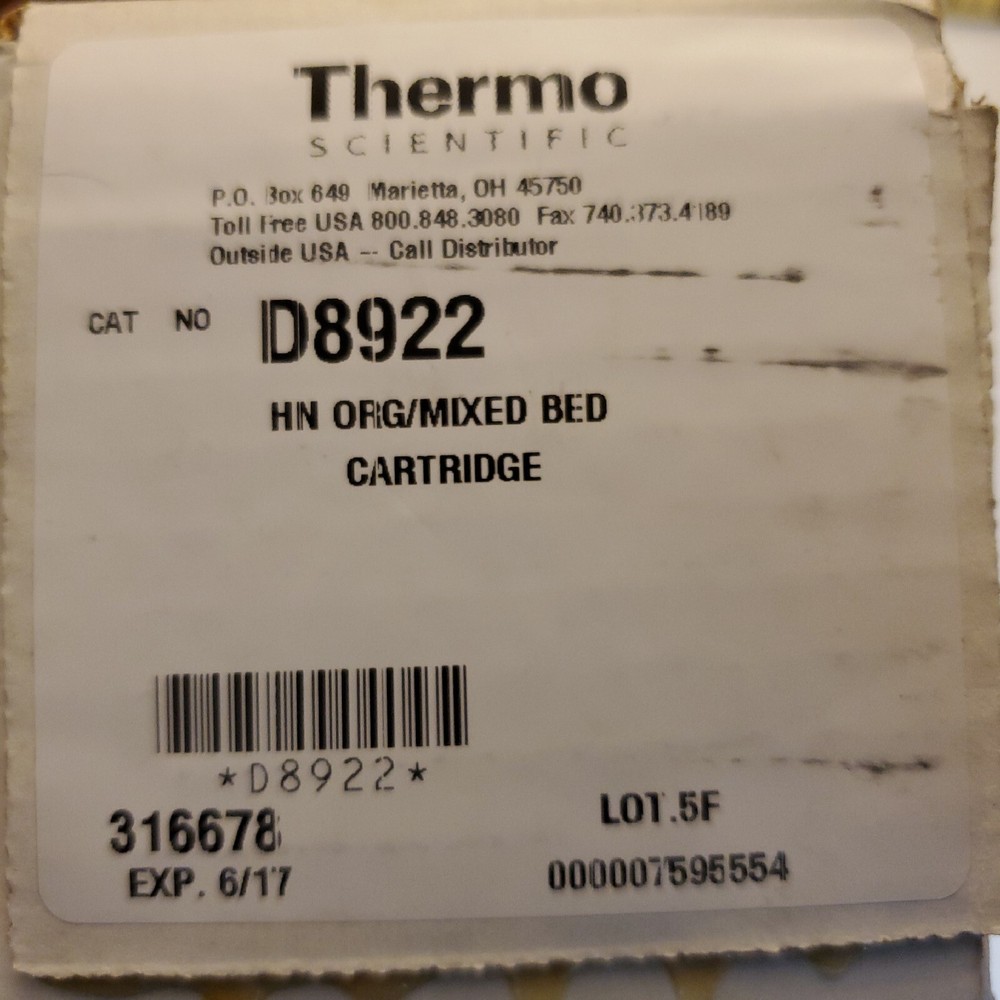 Thermo
SCIENTIFIC
P.O. Box 649 Marietta, OH 45750
Toll Free USA 800.848.3080 Fax 740.373.4189
Outside USA -- Call Distributor
CAT NO D8922
HN ORG/MIXED BED
CARTRIDGE
*D8922*
316678 LOT.5F
EXP. 6/17 000007595554